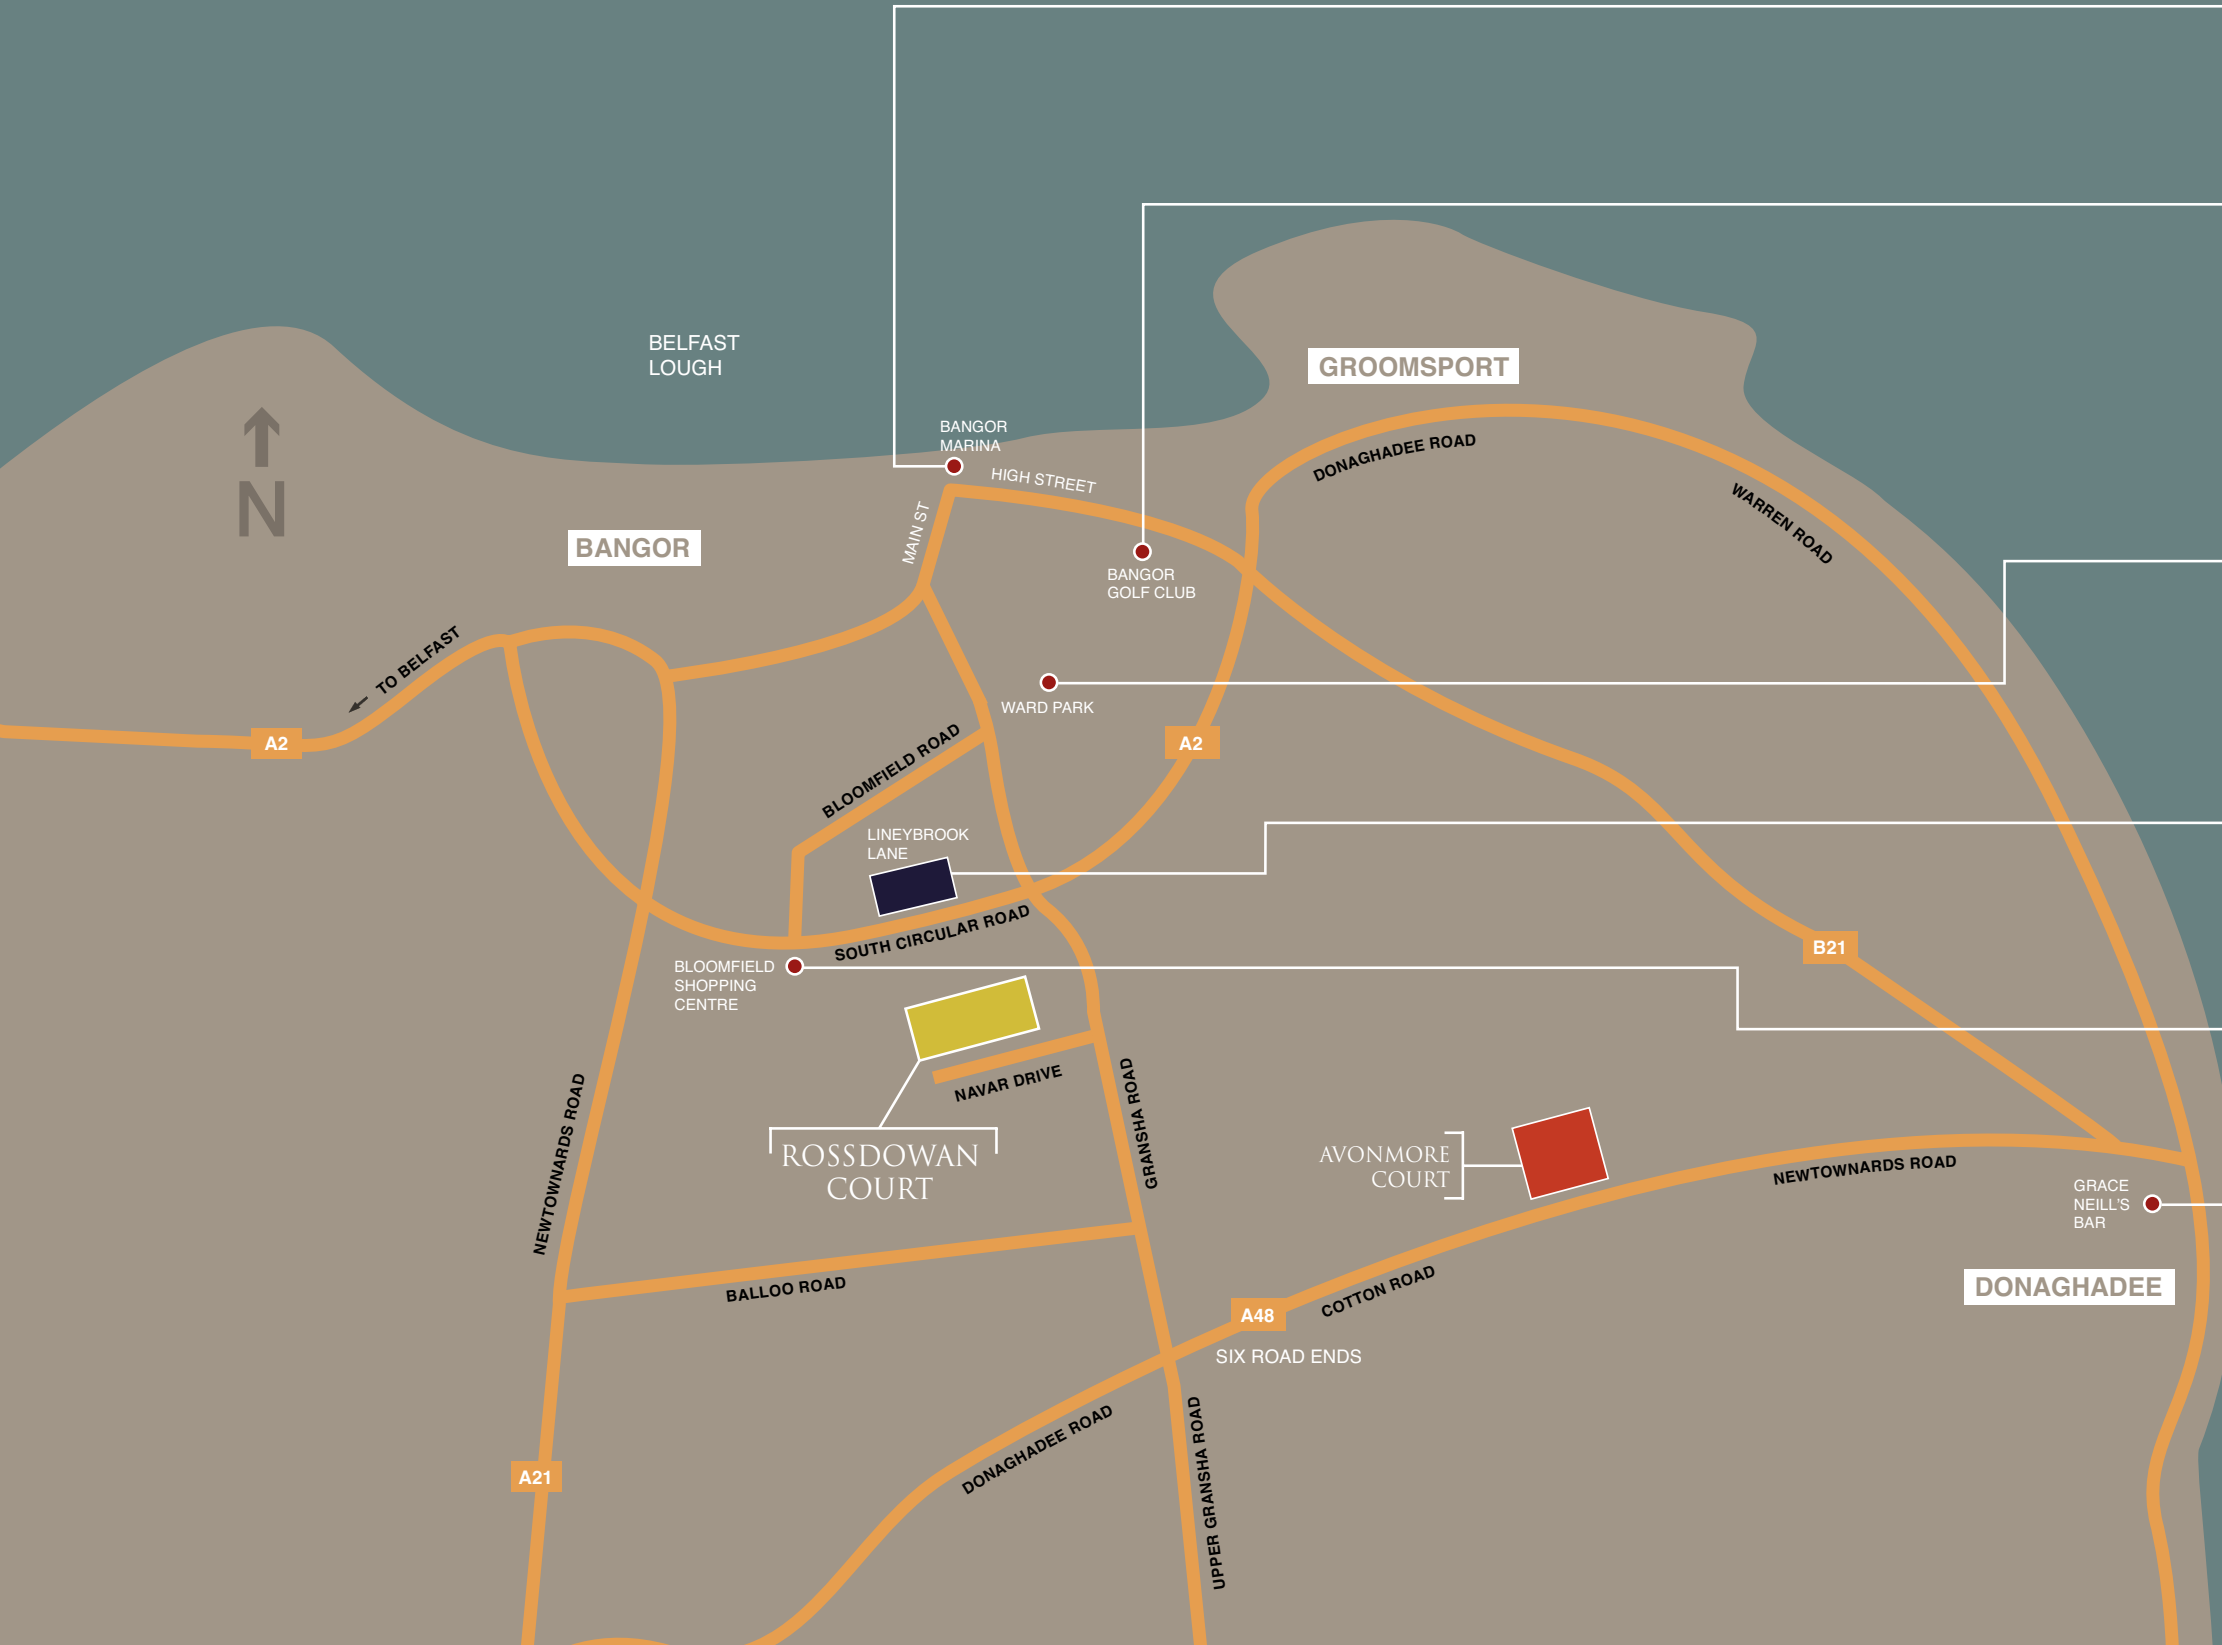 BELFAST
LOUGH
GROOMSPORT
BANGOR
MARINA
HIGH STREET
DONAGHADEE ROAD
N
MAIN ST
WARREN ROAD
BANGOR
BANGOR
GOLF CLUB
TO BELFAST
WARD PARK
A2
A2
BLOOMFIELD ROAD
LINEYBROOK
LANE
SOUTH CIRCULAR ROAD
B21
BLOOMFIELD
SHOPPING
CENTRE
NAVAR DRIVE
GRANSHA ROAD
NEWTOWNARDS ROAD
ROSSDOWAN
COURT
AVONMORE
COURT
NEWTOWNARDS ROAD
GRACE
NEILL'S
BAR
BALLOO ROAD
DONAGHADEE
COTTON ROAD
A48
SIX ROAD ENDS
DONAGHADEE ROAD
UPPER GRANSHA ROAD
A21